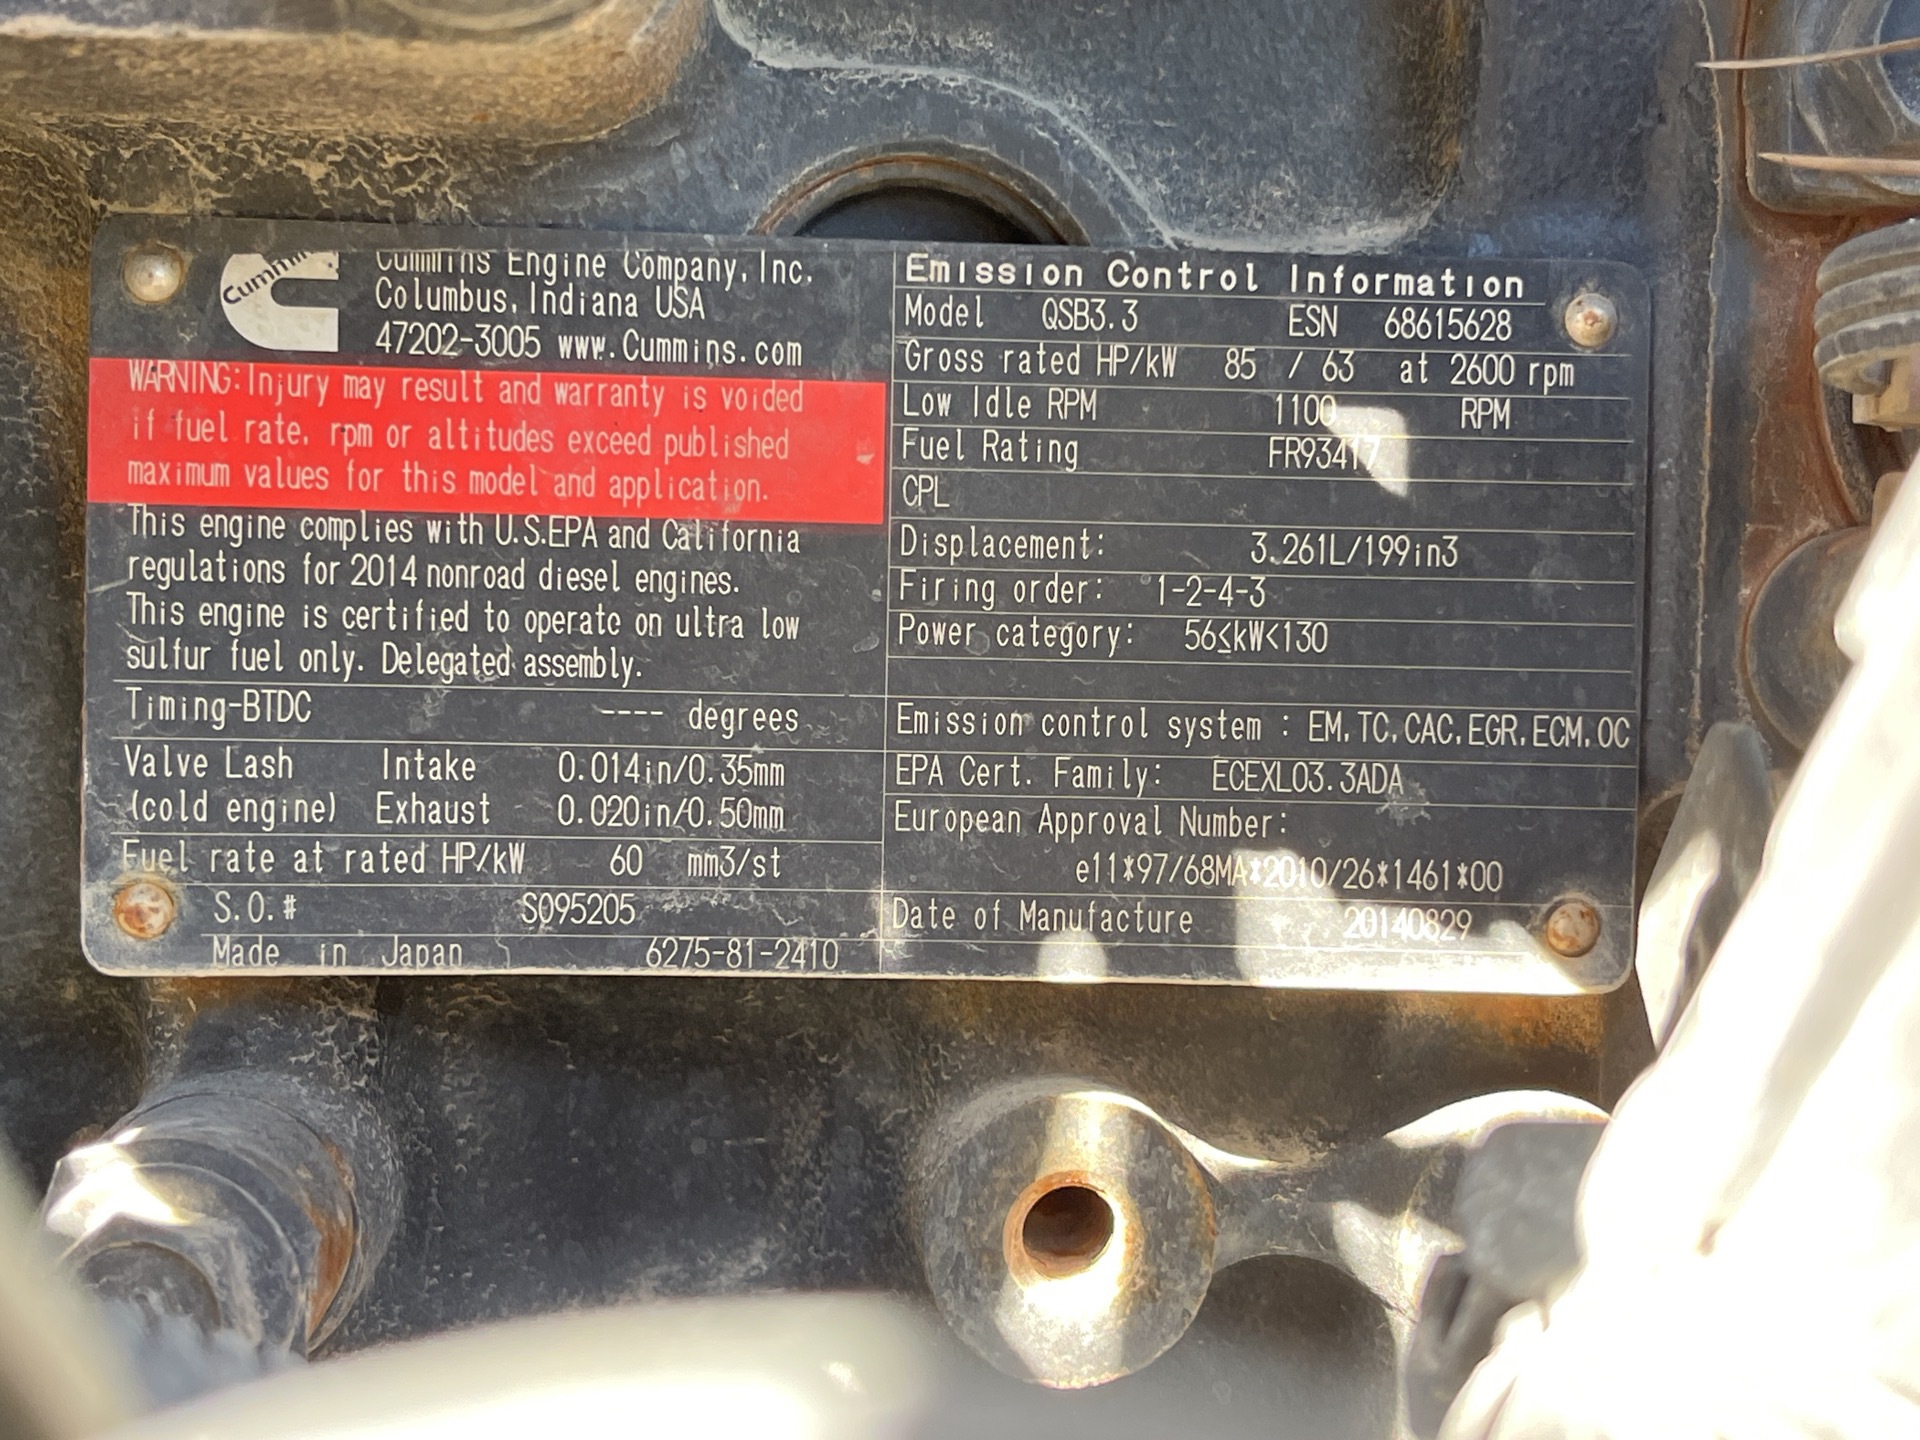 Cummins
Cummins Engine Company, Inc.
Columbus, Indiana USA
47202-3005 www.Cummins.com
WARNING: Injury may result and warranty is voided
if fuel rate, rpm or altitudes exceed published
maximum values for this model and application.
This engine complies with U.S.EPA and California
regulations for 2014 nonroad diesel engines.
This engine is certified to operate on ultra low
sulfur fuel only. Delegated assembly.
Timing-BTDC ---- degrees
Valve Lash Intake 0.014in/0.35mm
(cold engine) Exhaust 0.020in/0.50mm
Fuel rate at rated HP/kW 60 mm3/st
S.O.# SO95205
Made in Japan 6275-81-2410
Emission Control Information
Model QSB3.3 ESN 68615628
Gross rated HP/kW 85 / 63 at 2600 rpm
Low Idle RPM 1100 RPM
Fuel Rating FR93417
CPL
Displacement: 3.261L/199in3
Firing order: 1-2-4-3
Power category: 56≤kW<130
Emission control system : EM, TC, CAC, EGR, ECM, OC
EPA Cert. Family: ECEXL03.3ADA
European Approval Number:
e11*97/68MA*2010/26*1461*00
Date of Manufacture 20140829